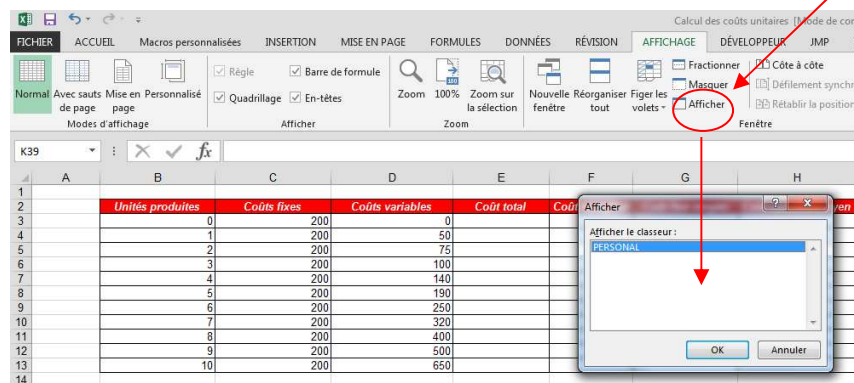 Calcul des coûts unitaires [Mode de com
FICHIER ACCUEIL Macros personnalisées INSERTION MISE EN PAGE FORMULES DONNÉES RÉVISION AFFICHAGE DÉVELOPPEUR JMP
Normal Avec sauts de page Mise en page Personnalisé
Modes d'affichage
Règle Barre de formule
Quadrillage En-têtes
Afficher
Zoom 100% Zoom sur la sélection
Zoom
Nouvelle fenêtre Réorganiser tout Figer les volets
Fractionner Côte à côte
Masquer Défilement synchr
Afficher Rétablir la position
Fenêtre
K39 fx
A B C D E F G H
1
2 Unités produites Coûts fixes Coûts variables Coût total
3 0 200 0
4 1 200 50
5 2 200 75
6 3 200 100
7 4 200 140
8 5 200 190
9 6 200 250
10 7 200 320
11 8 200 400
12 9 200 500
13 10 200 650
14
Afficher
Afficher le classeur :
PERSONAL
OK Annuler